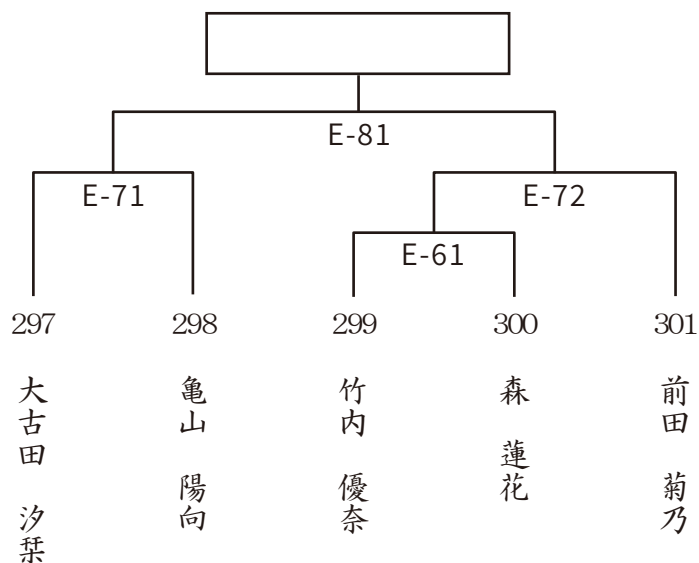 E-81
E-71
E-72
E-61
297
298
299
300
301
大古田 汐栞
亀山 陽向
竹内 優奈
森 蓮花
前田 菊乃